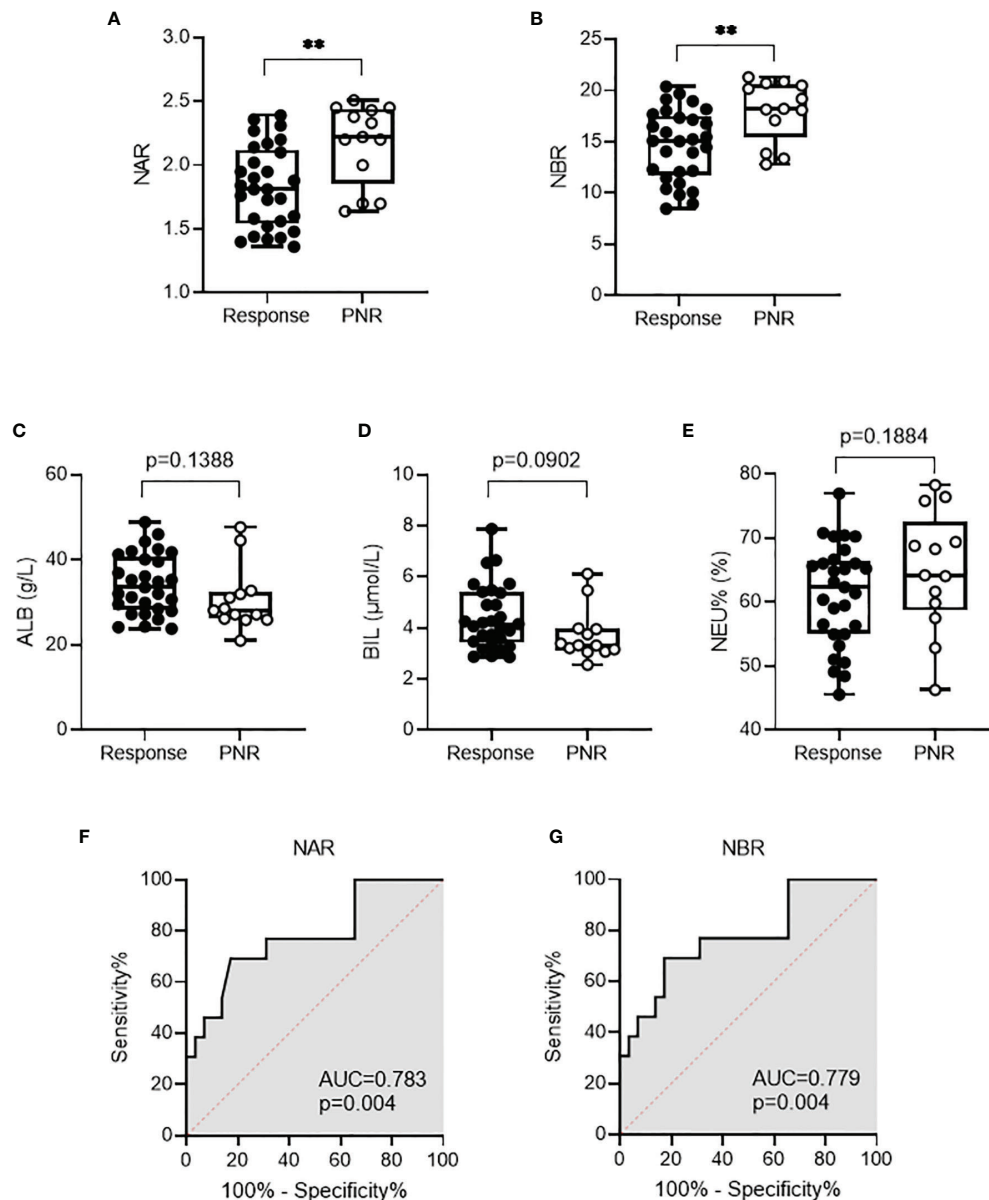 A
3.0
2.5
2.0
1.5
1.0
NAR
**
Response
PNR
B
25
20
15
10
5
0
NBR
**
Response
PNR
C
60
40
20
0
ALB (g/L)
p=0.1388
Response
PNR
D
10
8
6
4
2
0
BIL (μmol/L)
p=0.0902
Response
PNR
E
80
70
60
50
40
NEU% (%)
p=0.1884
Response
PNR
F
NAR
100
80
60
40
20
0
Sensitivity%
AUC=0.783
p=0.004
0 20 40 60 80 100
100% - Specificity%
G
NBR
100
80
60
40
20
0
Sensitivity%
AUC=0.779
p=0.004
0 20 40 60 80 100
100% - Specificity%